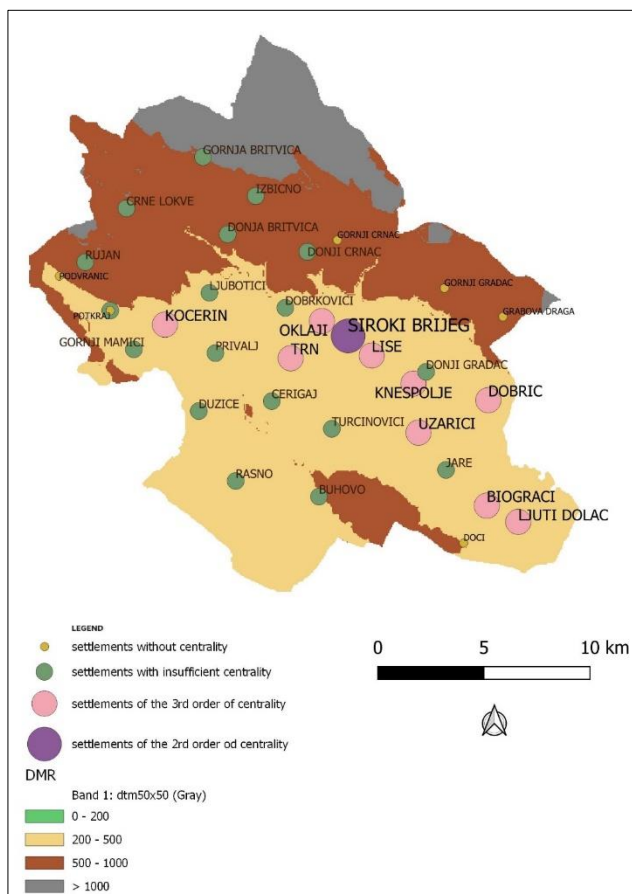 GORNJA BRITVICA
IZBICNO
CRNE LOKVE
DONJA BRITVICA
GORNJI CRNAC
DONJI CRNAC
RUJAN
PODVRANIC
GORNJI GRADAC
LJUBOTICI
DOBRKOVICI
GRABOVA DRAGA
POTKRAJ
KOCERIN
OKLAJI
SIROKI BRIJEG
TRN
LISE
GORNJI MAMICI
PRIVALJ
DONJI GRADAC
KNESPOLJE
DOBRIC
DUZICE
CERIGAJ
TURCINOVICI
UZARICI
JARE
RASNO
BUHOVO
BIOGRACI
LJUTI DOLAC
DOCI
LEGEND
settlements without centrality
settlements with insufficient centrality
settlements of the 3rd order of centrality
settlements of the 2rd order od centrality
0 5 10 km
DMR
Band 1: dtm50x50 (Gray)
0 - 200
200 - 500
500 - 1000
> 1000